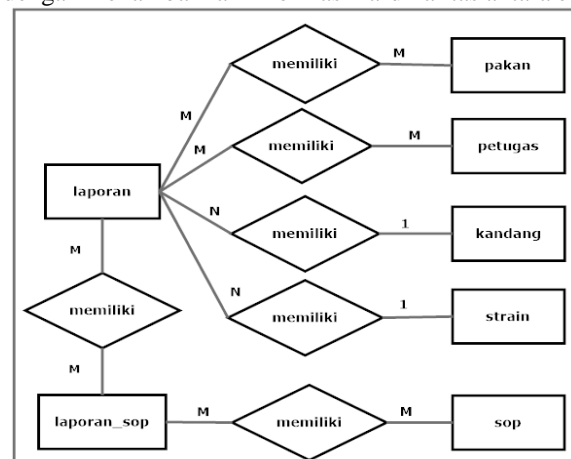 memiliki
M
pakan
M
memiliki
M
petugas
M
laporan
N
memiliki
1
kandang
M
N
memiliki
1
strain
memiliki
M
laporan_sop
M
memiliki
M
sop